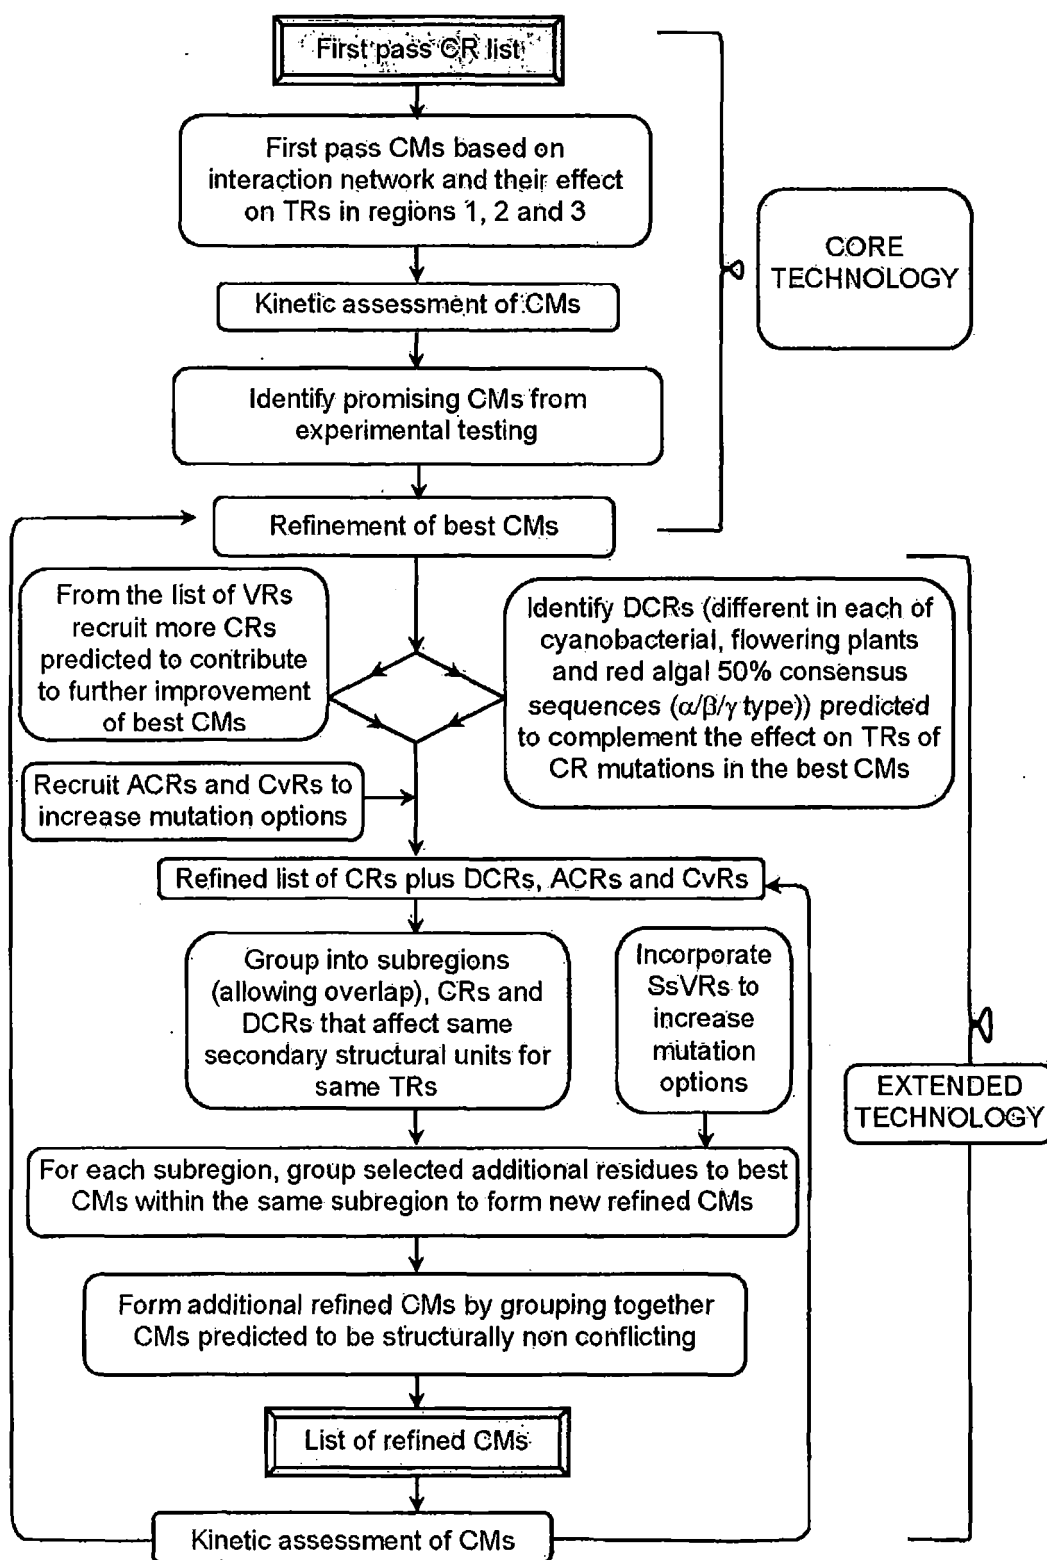 First pass CR list
First pass CMs based on
interaction network and their effect
on TRs in regions 1, 2 and 3
Kinetic assessment of CMs
Identify promising CMs from
experimental testing
Refinement of best CMs
CORE
TECHNOLOGY
From the list of VRs
recruit more CRs
predicted to contribute
to further improvement
of best CMs
Identify DCRs (different in each of
cyanobacterial, flowering plants
and red algal 50% consensus
sequences (α/β/γ type)) predicted
to complement the effect on TRs of
CR mutations in the best CMs
Recruit ACRs and CvRs to
increase mutation options
Refined list of CRs plus DCRs, ACRs and CvRs
Group into subregions
(allowing overlap), CRs and
DCRs that affect same
secondary structural units for
same TRs
Incorporate
SsVRs to
increase
mutation
options
EXTENDED
TECHNOLOGY
For each subregion, group selected additional residues to best
CMs within the same subregion to form new refined CMs
Form additional refined CMs by grouping together
CMs predicted to be structurally non conflicting
List of refined CMs
Kinetic assessment of CMs